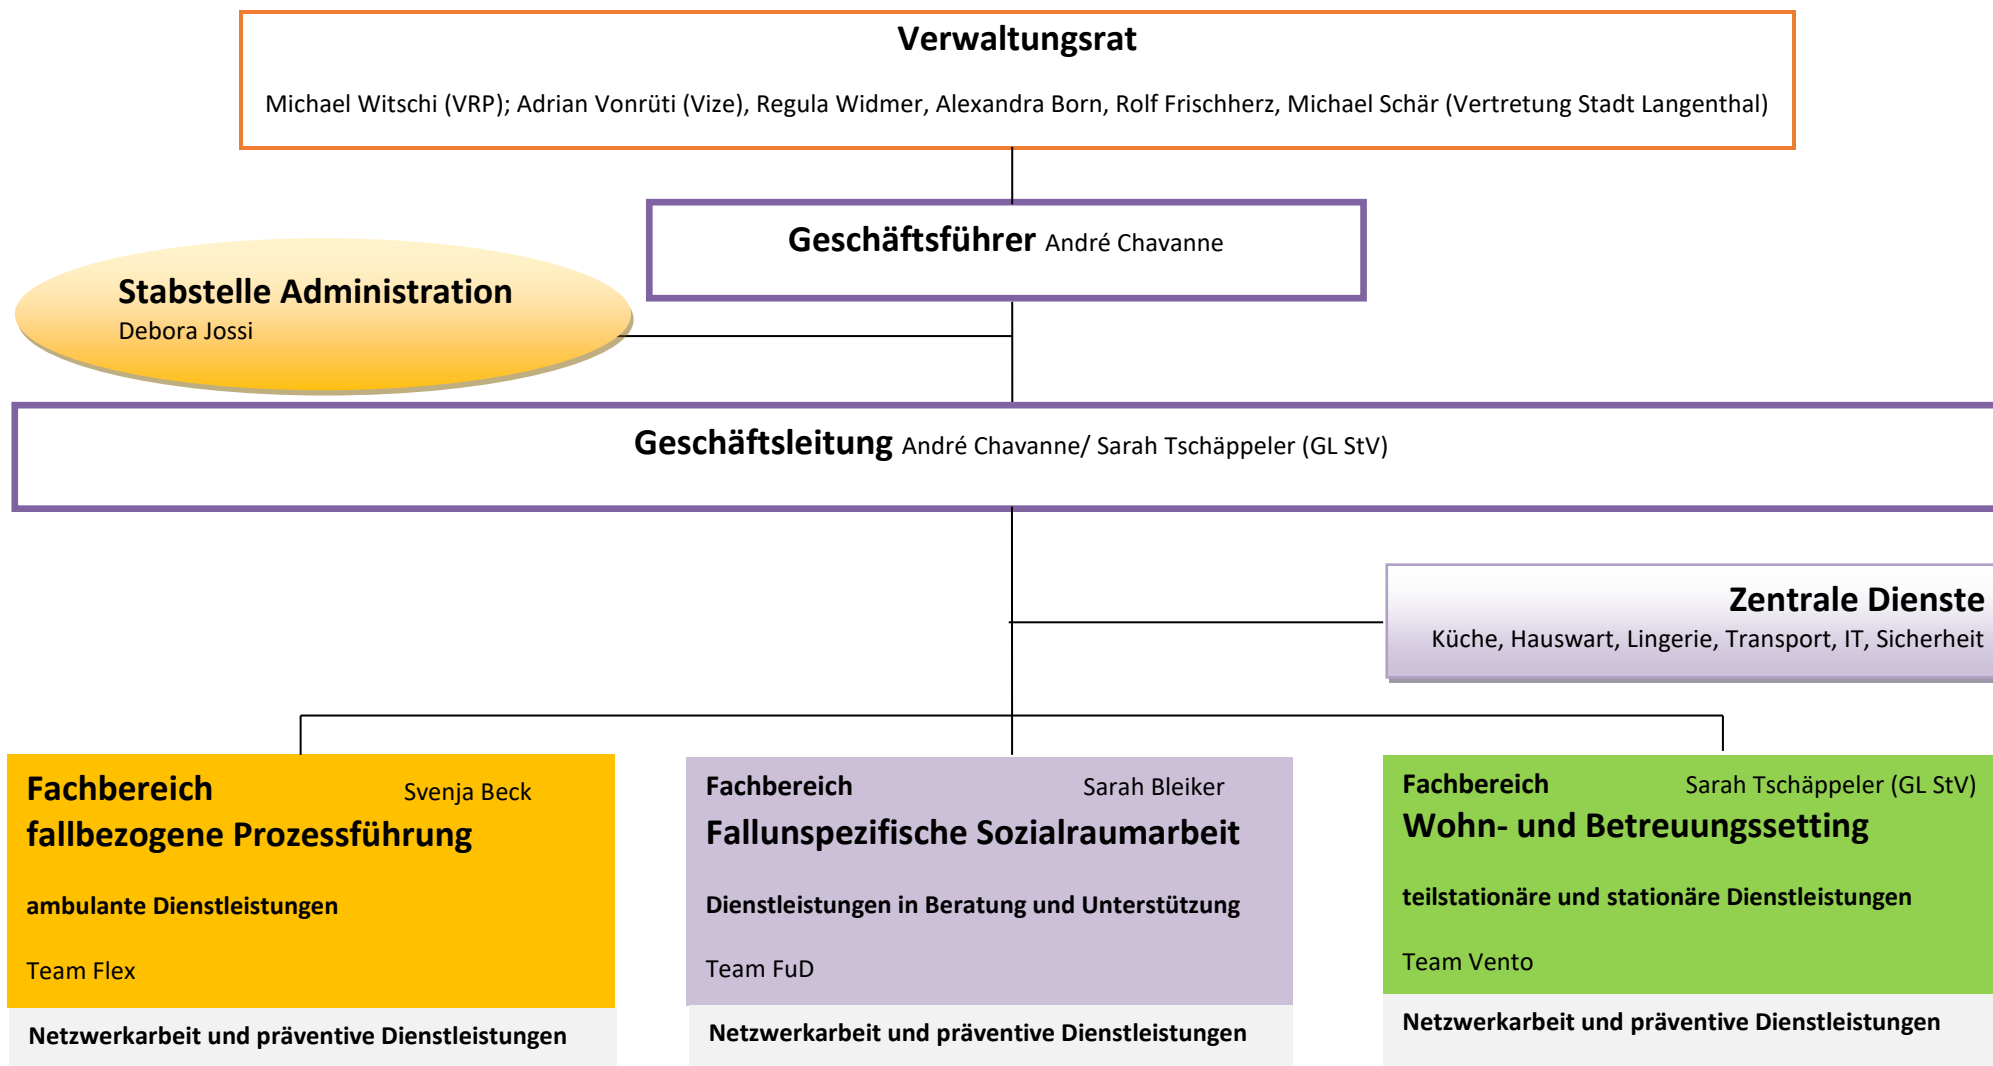 Verwaltungsrat
Michael Witschi (VRP); Adrian Vonrüti (Vize), Regula Widmer, Alexandra Born, Rolf Frischherz, Michael Schär (Vertretung Stadt Langenthal)
Geschäftsführer André Chavanne
Stabstelle Administration
Debora Jossi
Geschäftsleitung André Chavanne/ Sarah Tschäppeler (GL StV)
Zentrale Dienste
Küche, Hauswart, Lingerie, Transport, IT, Sicherheit
Fachbereich Svenja Beck
fallbezogene Prozessführung
ambulante Dienstleistungen
Team Flex
Netzwerkarbeit und präventive Dienstleistungen
Fachbereich Sarah Bleiker
Fallunspezifische Sozialraumarbeit
Dienstleistungen in Beratung und Unterstützung
Team FuD
Netzwerkarbeit und präventive Dienstleistungen
Fachbereich Sarah Tschäppeler (GL StV)
Wohn- und Betreuungssetting
teilstationäre und stationäre Dienstleistungen
Team Vento
Netzwerkarbeit und präventive Dienstleistungen